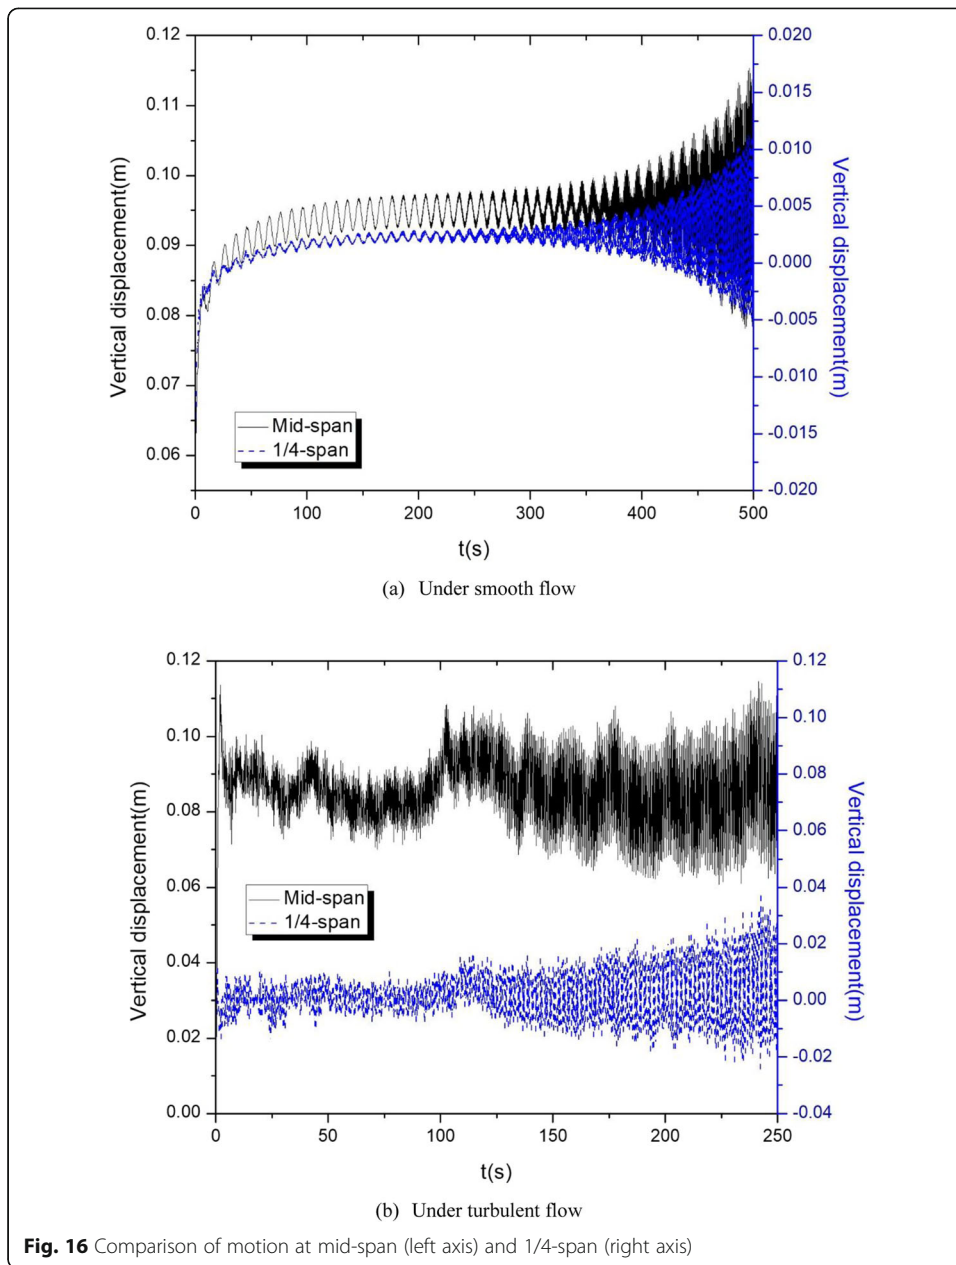 0.12
0.11
0.10
0.09
0.08
0.07
0.06
Vertical displacement(m)
0.020
0.015
0.010
0.005
0.000
-0.005
-0.010
-0.015
-0.020
Vertical displacement(m)
Mid-span
1/4-span
0 100 200 300 400 500
t(s)
(a) Under smooth flow
0.12
0.10
0.08
0.06
0.04
0.02
0.00
Vertical displacement(m)
0.12
0.10
0.08
0.06
0.04
0.02
0.00
-0.02
-0.04
Vertical displacement(m)
Mid-span
1/4-span
0 50 100 150 200 250
t(s)
(b) Under turbulent flow
Fig. 16 Comparison of motion at mid-span (left axis) and 1/4-span (right axis)